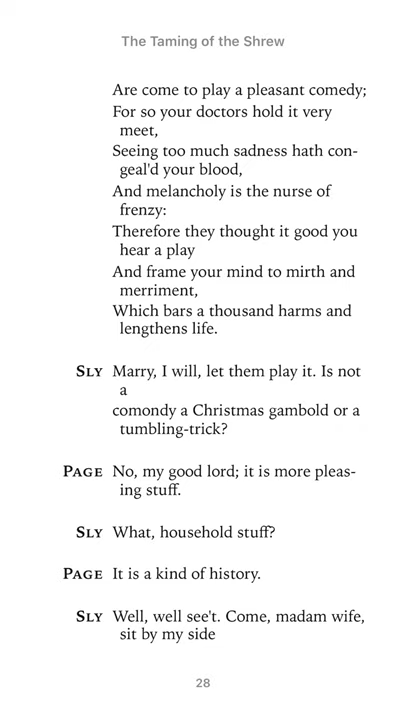 The Taming of the Shrew
Are come to play a pleasant comedy;
For so your doctors hold it very
meet,
Seeing too much sadness hath con-
geal'd your blood,
And melancholy is the nurse of
frenzy:
Therefore they thought it good you
hear a play
And frame your mind to mirth and
merriment,
Which bars a thousand harms and
lengthens life.
SLY Marry, I will, let them play it. Is not
a
comondy a Christmas gambold or a
tumbling-trick?
PAGE No, my good lord; it is more pleas-
ing stuff.
SLY What, household stuff?
PAGE It is a kind of history.
SLY Well, well see't. Come, madam wife,
sit by my side
28